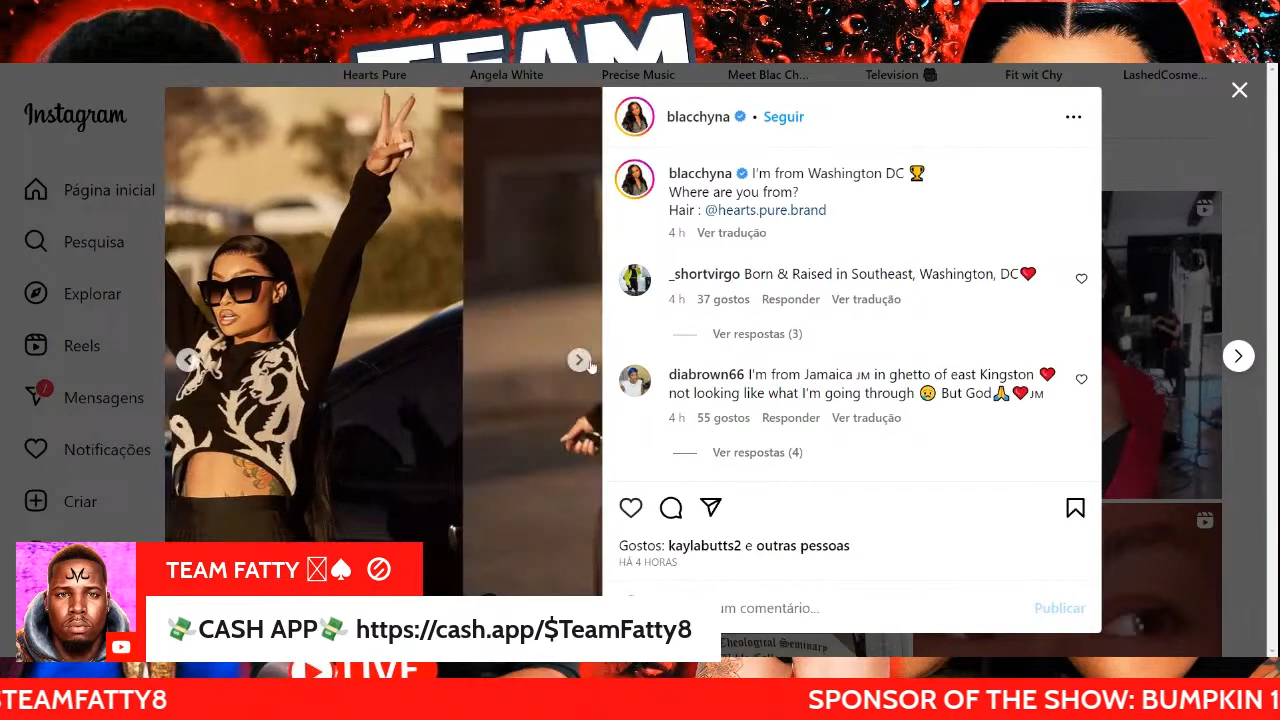 TEAM
Hearts Pure
Angela White
Precise Music
Meet Blac Ch...
Television
Fit wit Chy
LashedCosme...
Instagram
Página inicial
Pesquisa
Explorar
Reels
Mensagens
Notificações
Criar
blacchyna • Seguir
blacchyna I'm from Washington DC 🏆
Where are you from?
Hair : @hearts.pure.brand
4 h Ver tradução
_shortvirgo Born & Raised in Southeast, Washington, DC❤️
4 h 37 gostos Responder Ver tradução
Ver respostas (3)
diabrown66 I'm from Jamaica JM in ghetto of east Kingston ❤️
not looking like what I'm going through 😥 But God🙏❤️JM
4 h 55 gostos Responder Ver tradução
Ver respostas (4)
Gostos: kaylabutts2 e outras pessoas
HÁ 4 HORAS
um comentário...
Publicar
TEAM FATTY ♠
💸CASH APP💸 https://cash.app/$TeamFatty8
Theological Seminary
LIVE
TEAMFATTY8
SPONSOR OF THE SHOW: BUMPKIN 1